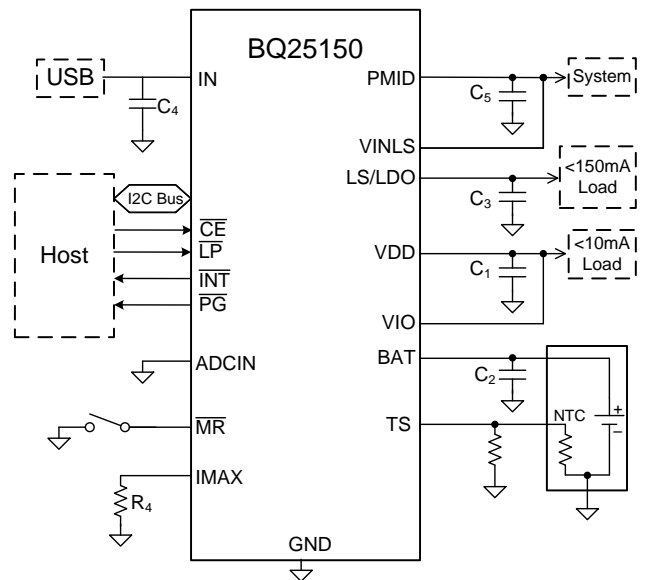 BQ25150
USB
IN
C4
PMID
C5
System
VINLS
LS/LDO
C3
<150mA
Load
I2C Bus
Host
CE
LP
INT
PG
VDD
C1
<10mA
Load
VIO
ADCIN
BAT
C2
+
−
MR
TS
NTC
IMAX
R4
GND